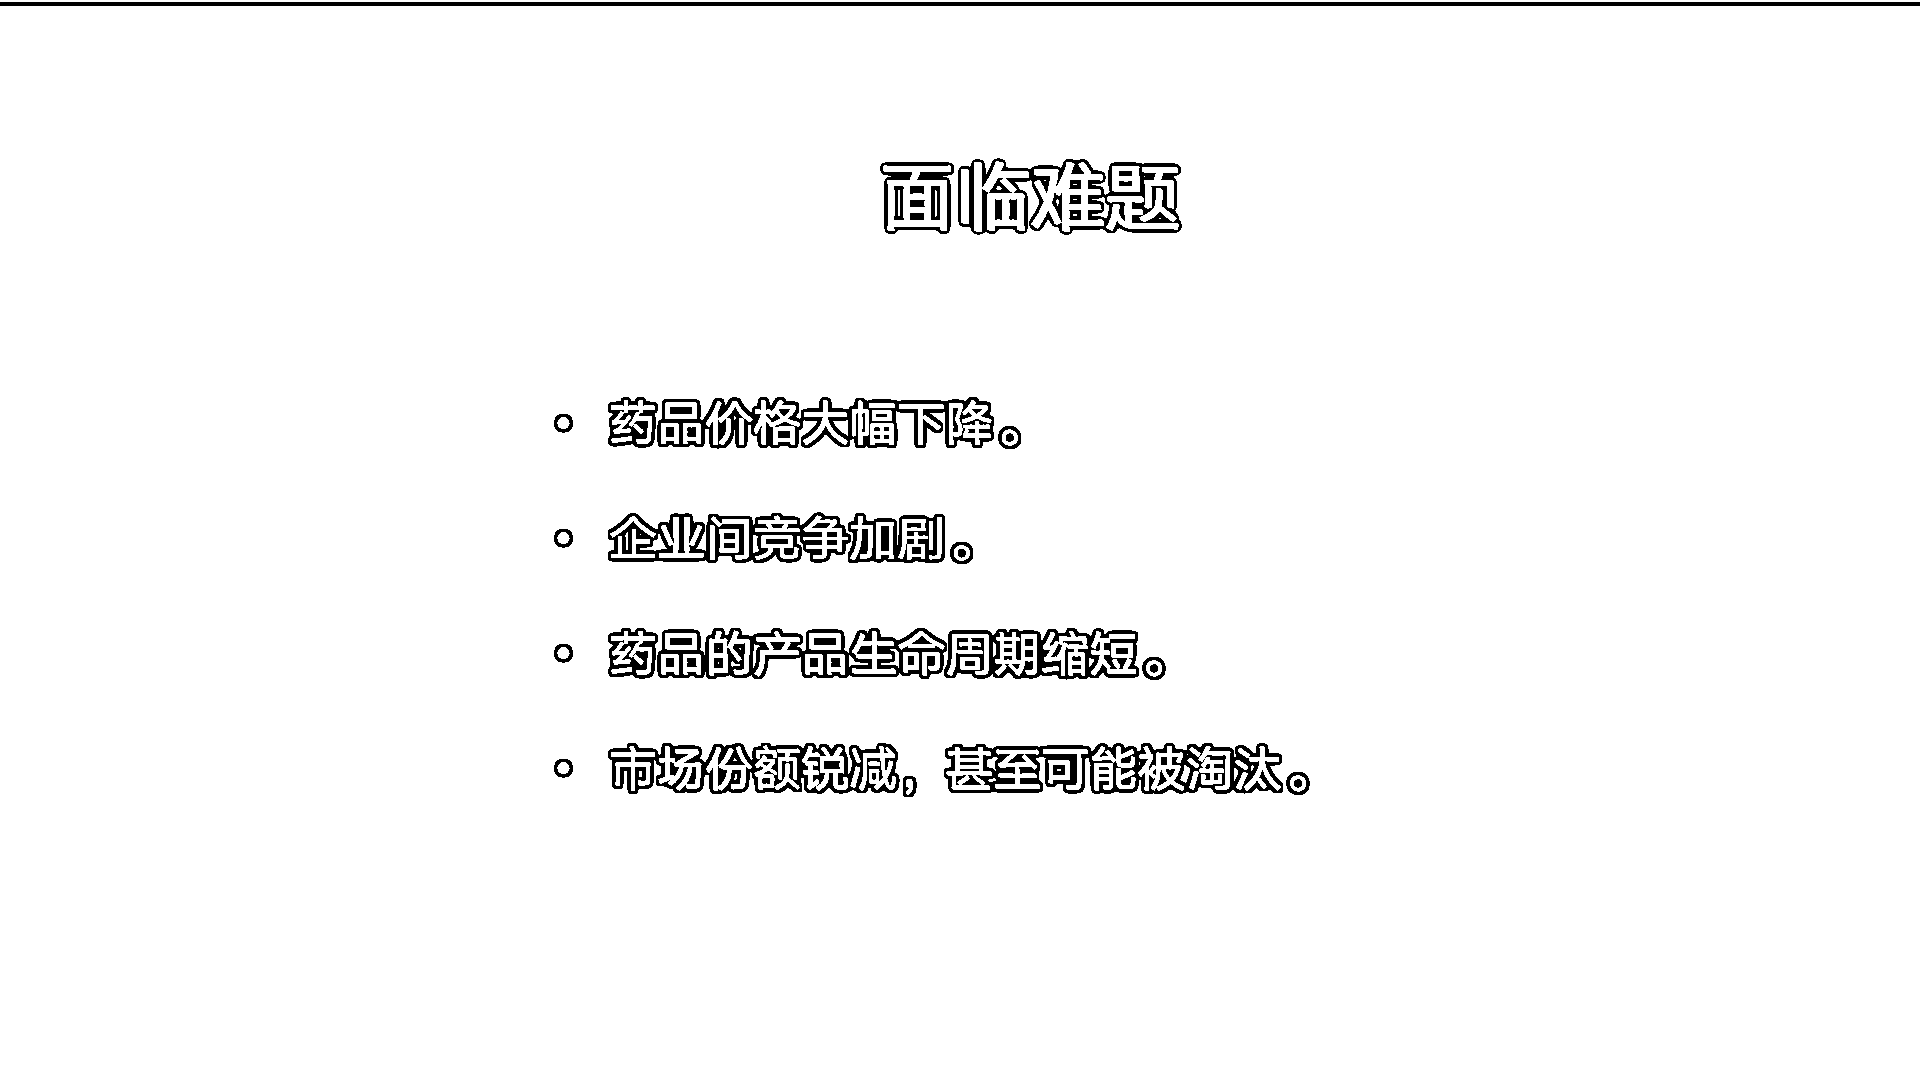 面临难题
药品价格大幅下降。
企业间竞争加剧。
药品的产品生命周期缩短。
市场份额锐减，甚至可能被淘汰。